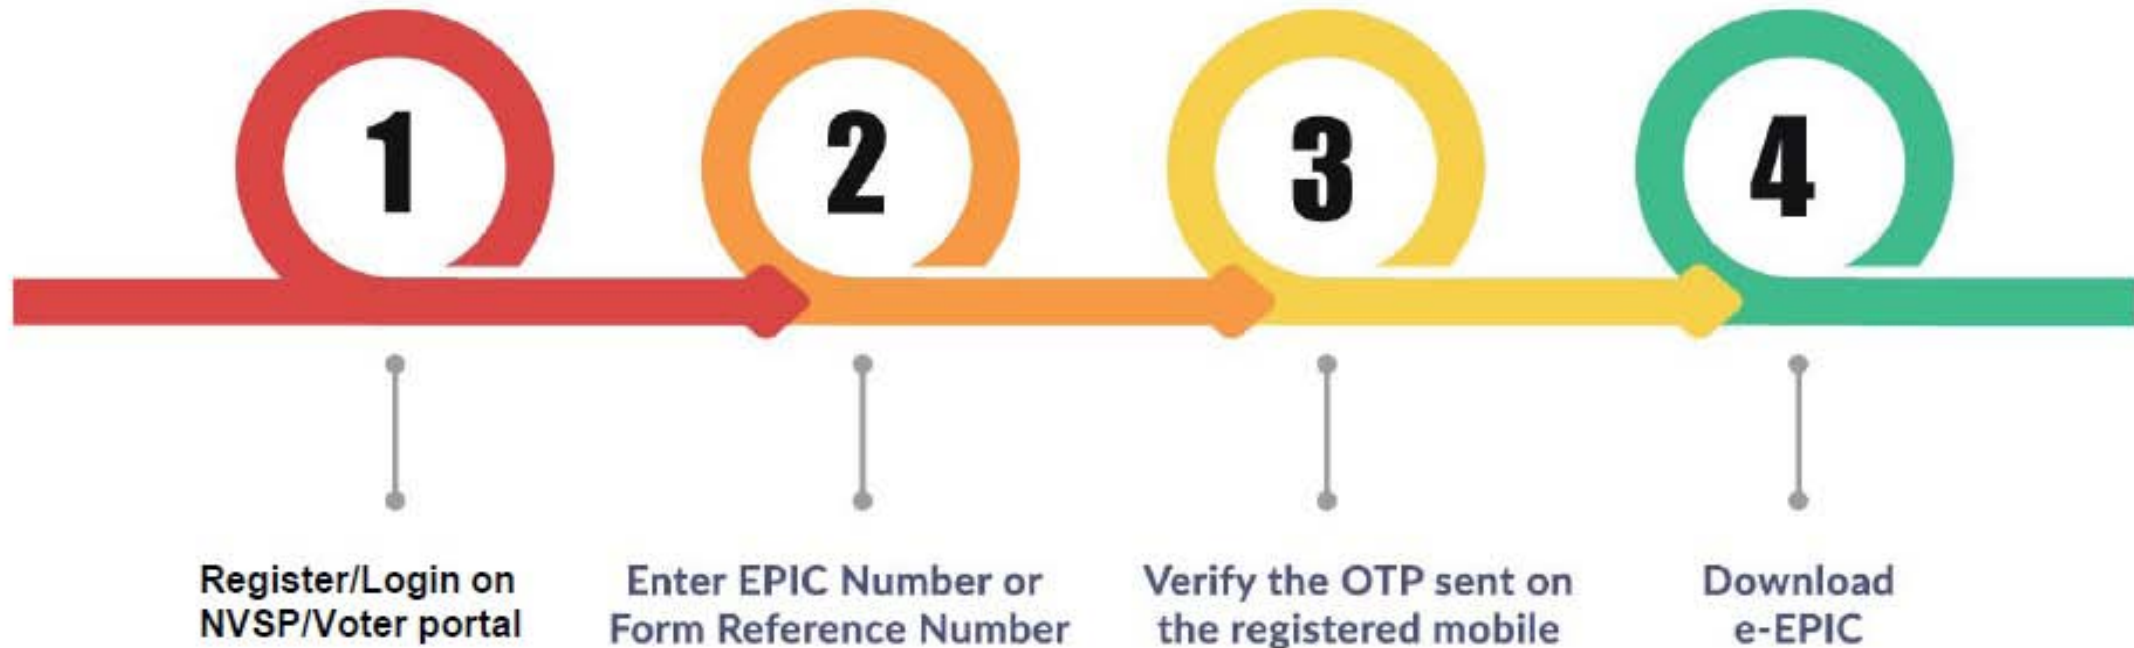 1
2
3
4
Register/Login on
NVSP/Voter portal
Enter EPIC Number or
Form Reference Number
Verify the OTP sent on
the registered mobile
Download
e-EPIC